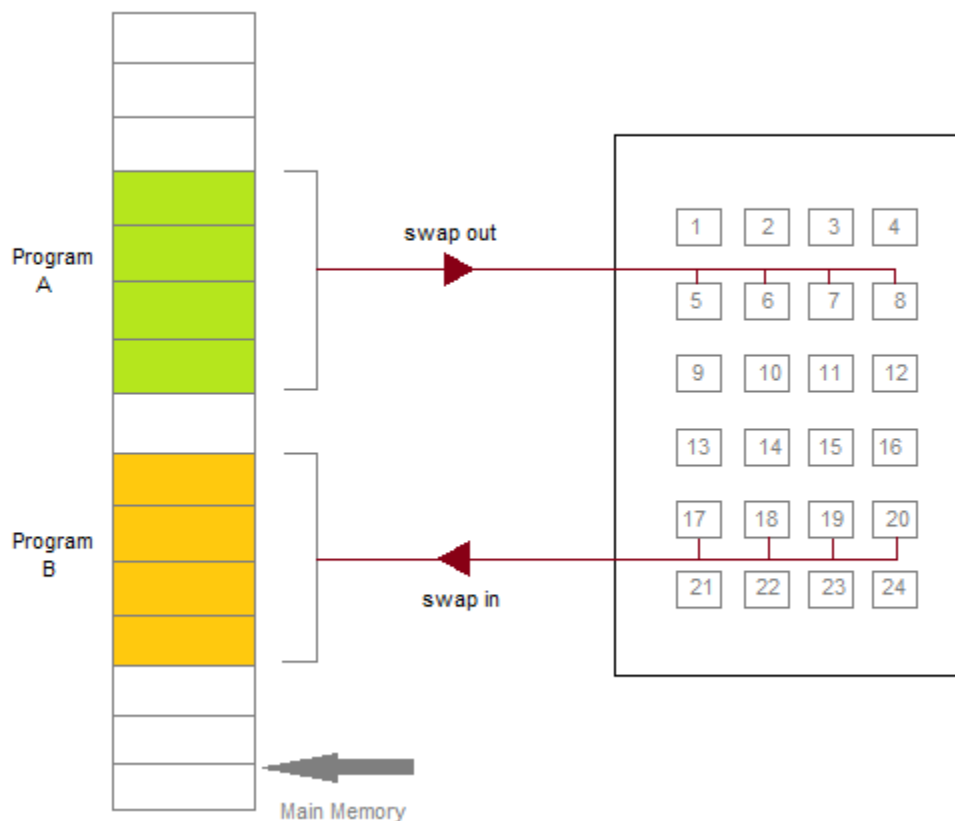 swap out
1 2 3 4
Program
A
5 6 7 8
9 10 11 12
13 14 15 16
17 18 19 20
Program
B
swap in
21 22 23 24
Main Memory